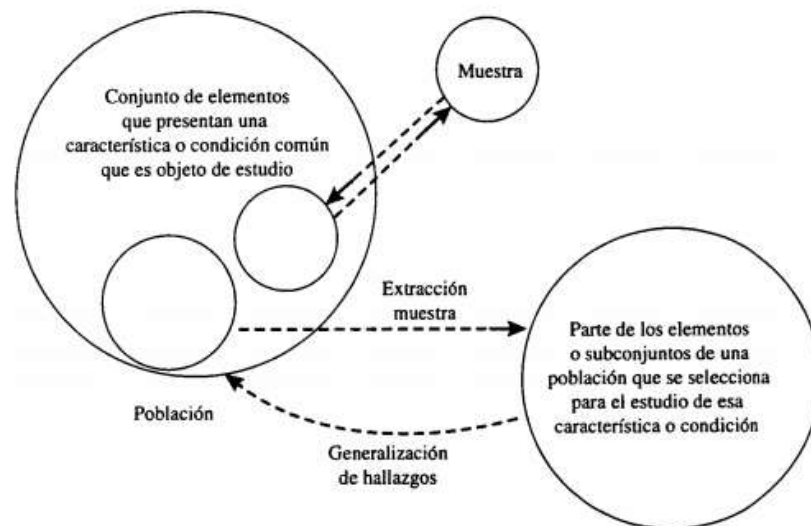 Conjunto de elementos
que presentan una
característica o condición común
que es objeto de estudio
Muestra
Extracción
muestra
Parte de los elementos
o subconjuntos de una
población que se selecciona
para el estudio de esa
característica o condición
Población
Generalización
de hallazgos